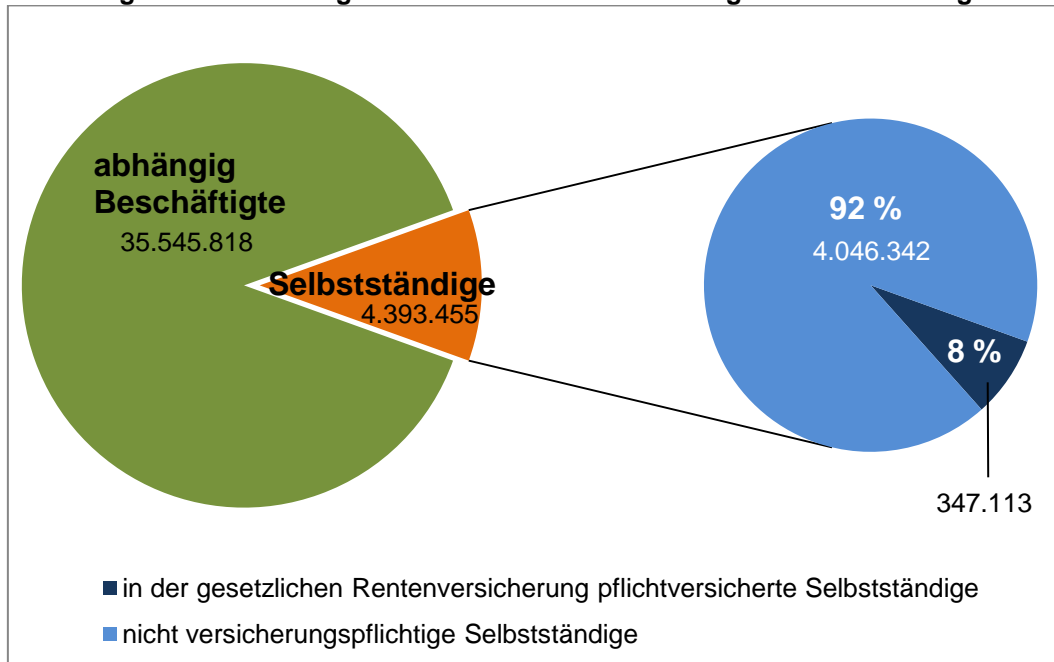 abhängig
Beschäftigte
35.545.818
Selbstständige
4.393.455
92 %
4.046.342
8 %
347.113
in der gesetzlichen Rentenversicherung pflichtversicherte Selbstständige
nicht versicherungspflichtige Selbstständige